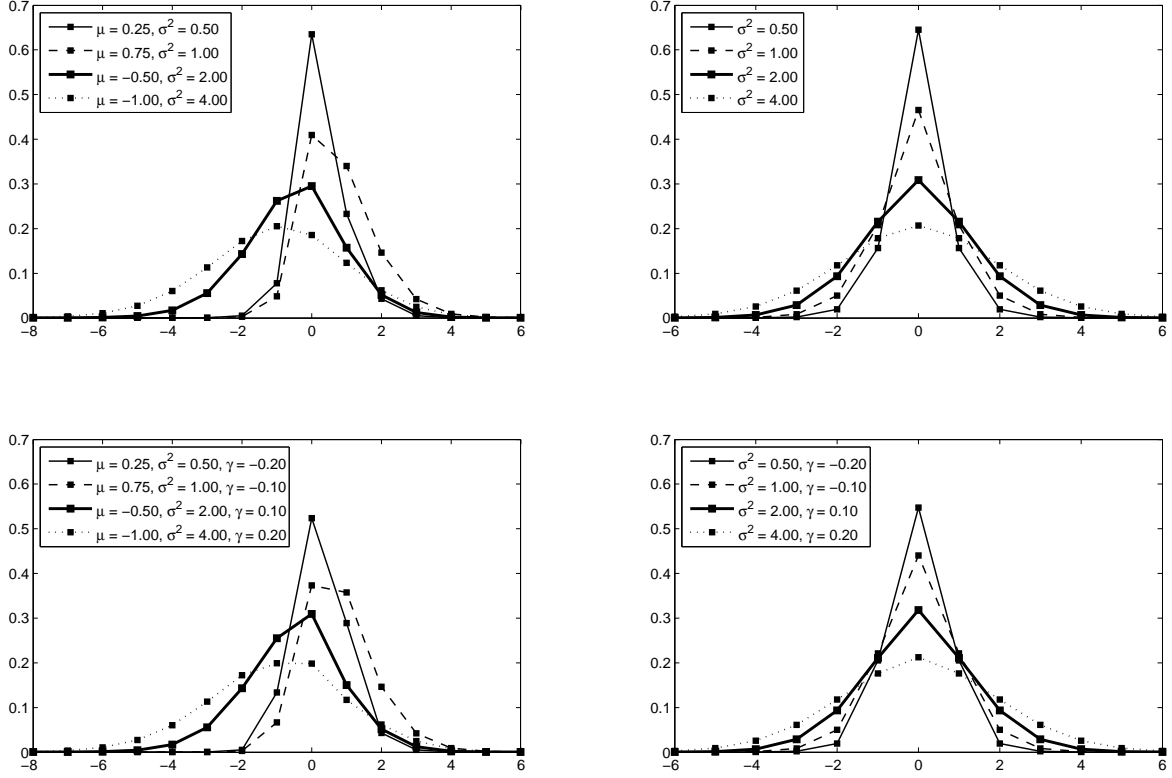 0.7
0.6
0.5
0.4
0.3
0.2
0.1
0
−8 −6 −4 −2 0 2 4 6
μ = 0.25, σ² = 0.50
μ = 0.75, σ² = 1.00
μ = −0.50, σ² = 2.00
μ = −1.00, σ² = 4.00
0.7
0.6
0.5
0.4
0.3
0.2
0.1
0
−6 −4 −2 0 2 4 6
σ² = 0.50
σ² = 1.00
σ² = 2.00
σ² = 4.00
0.7
0.6
0.5
0.4
0.3
0.2
0.1
0
−8 −6 −4 −2 0 2 4 6
μ = 0.25, σ² = 0.50, γ = −0.20
μ = 0.75, σ² = 1.00, γ = −0.10
μ = −0.50, σ² = 2.00, γ = 0.10
μ = −1.00, σ² = 4.00, γ = 0.20
0.7
0.6
0.5
0.4
0.3
0.2
0.1
0
−6 −4 −2 0 2 4 6
σ² = 0.50, γ = −0.20
σ² = 1.00, γ = −0.10
σ² = 2.00, γ = 0.10
σ² = 4.00, γ = 0.20